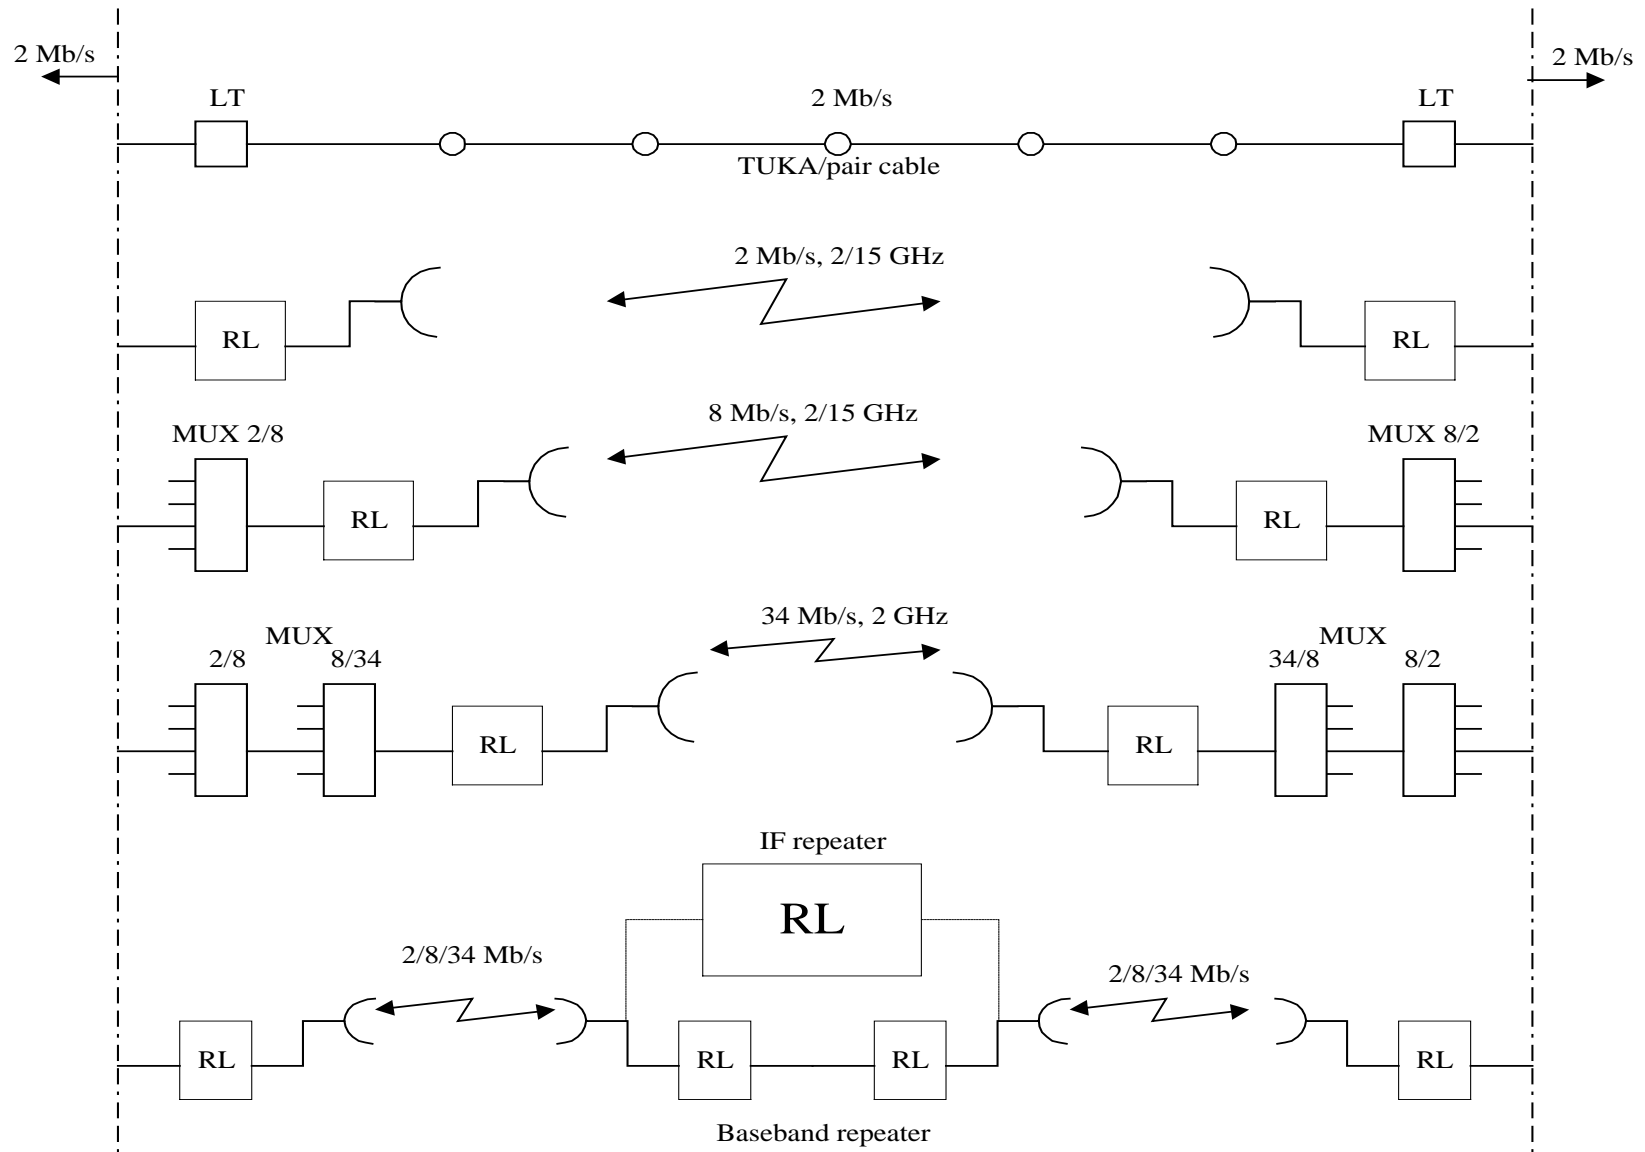 2 Mb/s
2 Mb/s
LT
2 Mb/s
LT
TUKA/pair cable
2 Mb/s, 2/15 GHz
RL
RL
8 Mb/s, 2/15 GHz
MUX 2/8
MUX 8/2
RL
RL
34 Mb/s, 2 GHz
MUX
MUX
2/8
8/34
34/8
8/2
RL
RL
IF repeater
RL
2/8/34 Mb/s
2/8/34 Mb/s
RL
RL
RL
RL
Baseband repeater